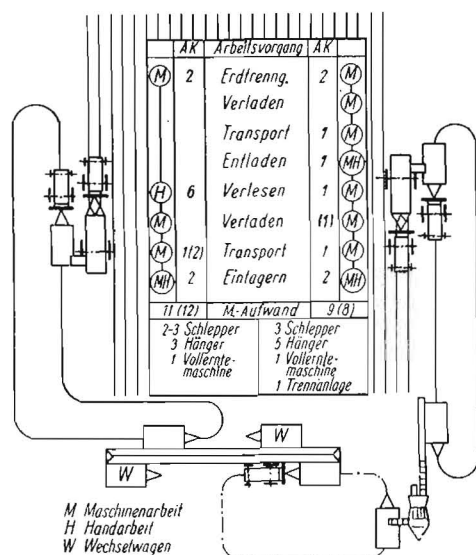 AK Arbeitsvorgang AK
M 2 Erdtrenng. 2 M
Verladen M
Transport 1 M
Entladen 1 MH
H 6 Verlesen 1 M
M Verladen (1) M
M 1(2) Transport 1 M
MH 2 Einlagern 2 MH
11 (12) M.-Aufwand 9 (8)
2-3 Schlepper
3 Hänger
1 Vollernte-
maschine
3 Schlepper
5 Hänger
1 Vollernte-
maschine
1 Trennanlage
W
W
M Maschinenarbeit
H Handarbeit
W Wechselwagen